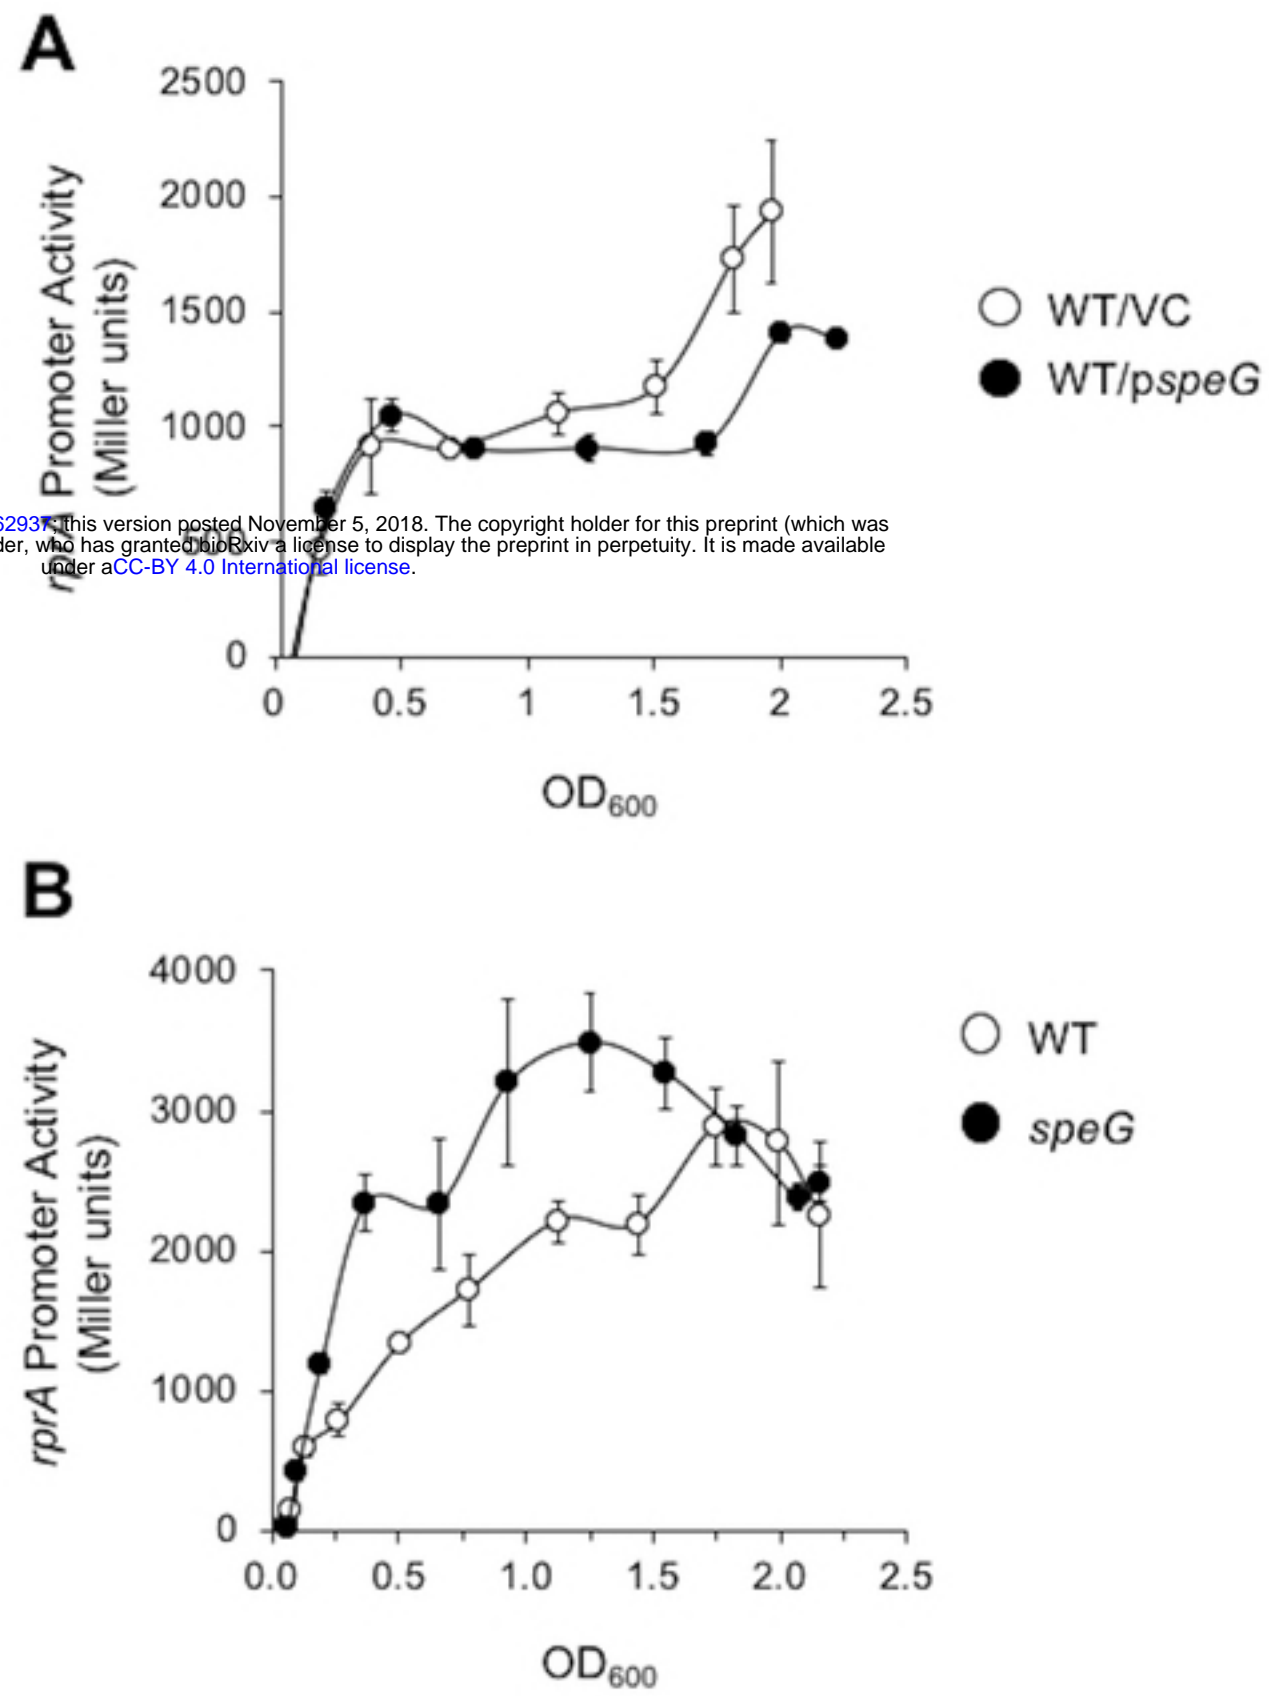 A
2500
2000
1500
1000
500
0
rprA Promoter Activity
(Miller units)
0 0.5 1 1.5 2 2.5
OD600
WT/VC
WT/pspeG
62937; this version posted November 5, 2018. The copyright holder for this preprint (which was
der, who has granted bioRxiv a license to display the preprint in perpetuity. It is made available
under aCC-BY 4.0 International license.
B
4000
3000
2000
1000
0
rprA Promoter Activity
(Miller units)
0.0 0.5 1.0 1.5 2.0 2.5
OD600
WT
speG